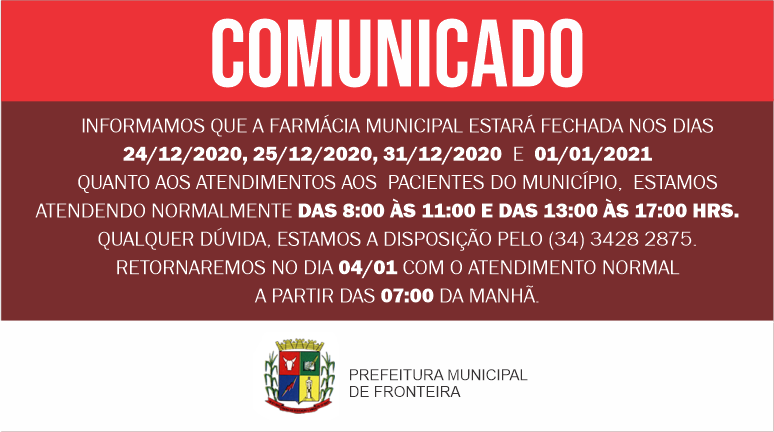 COMUNICADO
INFORMAMOS QUE A FARMÁCIA MUNICIPAL ESTARÁ FECHADA NOS DIAS
24/12/2020, 25/12/2020, 31/12/2020 E 01/01/2021
QUANTO AOS ATENDIMENTOS AOS PACIENTES DO MUNICÍPIO, ESTAMOS
ATENDENDO NORMALMENTE DAS 8:00 ÀS 11:00 E DAS 13:00 ÀS 17:00 HRS.
QUALQUER DÚVIDA, ESTAMOS A DISPOSIÇÃO PELO (34) 3428 2875.
RETORNAREMOS NO DIA 04/01 COM O ATENDIMENTO NORMAL
A PARTIR DAS 07:00 DA MANHÃ.
PREFEITURA MUNICIPAL
DE FRONTEIRA